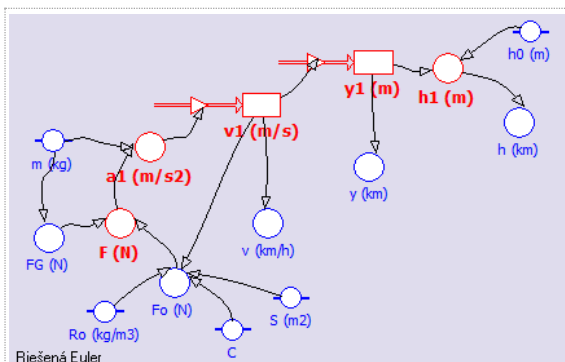 h0 (m)
y1 (m)
h1 (m)
v1 (m/s)
h (km)
m (kg)
a1 (m/s2)
y (km)
F (N)
v (km/h)
FG (N)
Fo (N)
S (m2)
Ro (kg/m3)
C
Riešená Euler